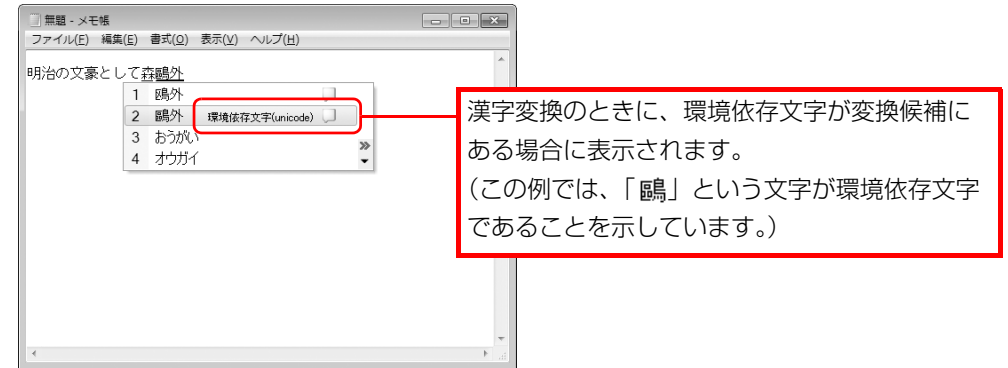 無題 - メモ帳
ファイル(F) 編集(E) 書式(O) 表示(V) ヘルプ(H)
明治の文豪として森鷗外
1 鴎外
2 鷗外 環境依存文字(unicode)
3 おうがい
4 オウガイ
漢字変換のときに、環境依存文字が変換候補に
ある場合に表示されます。
(この例では、「鷗」という文字が環境依存文字
であることを示しています。)